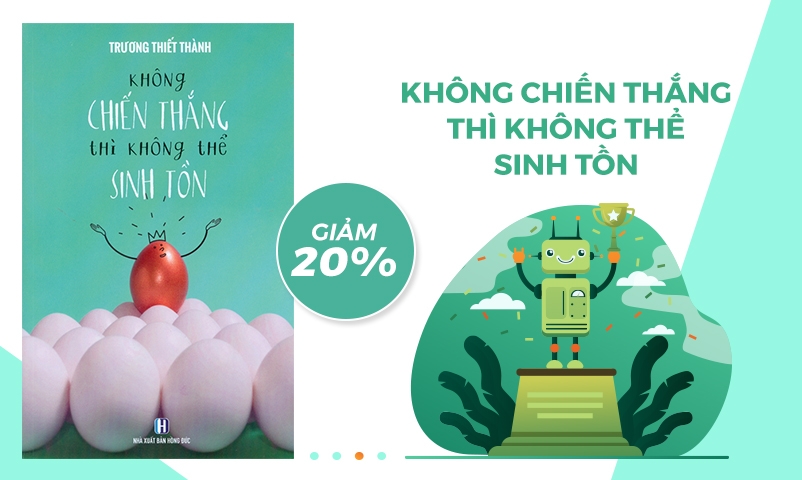 TRƯƠNG THIẾT THÀNH
KHÔNG
CHIẾN THẮNG
THÌ KHÔNG THỂ
SINH TỒN
NHÀ XUẤT BẢN HỒNG ĐỨC
GIẢM
20%
KHÔNG CHIẾN THẮNG
THÌ KHÔNG THỂ
SINH TỒN